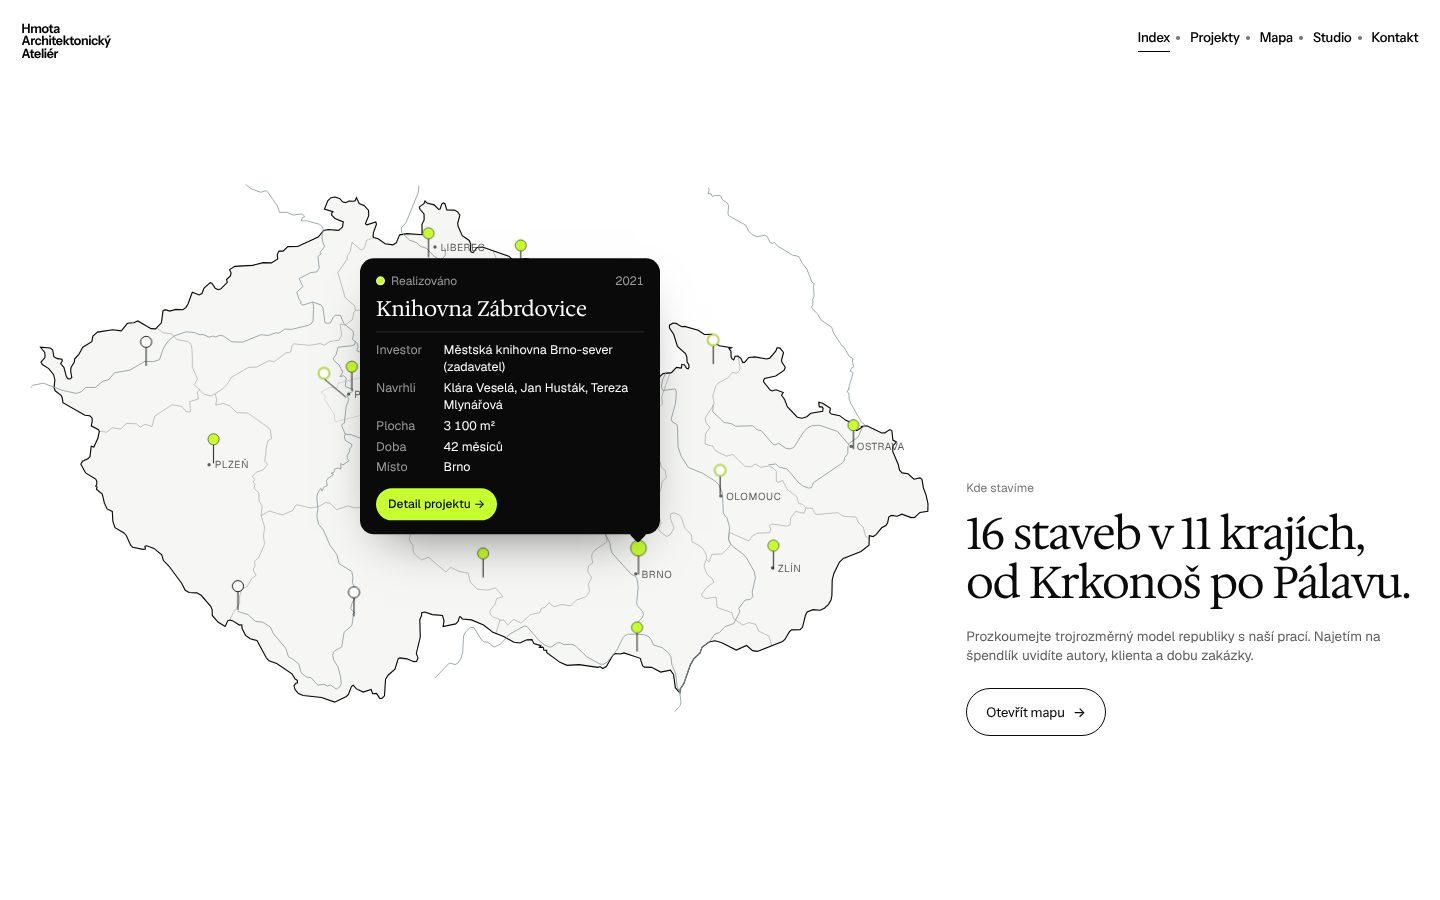 Hmota
Architektonický
Ateliér
Index • Projekty • Mapa • Studio • Kontakt
LIBEREC
Realizováno 2021
Knihovna Zábrdovice
Investor Městská knihovna Brno-sever
(zadavatel)
Navrhli Klára Veselá, Jan Husták, Tereza
Mlynářová
Plocha 3 100 m²
Doba 42 měsíců
Místo Brno
Detail projektu →
P
PLZEŇ
OSTRAVA
OLOMOUC
BRNO
ZLÍN
Kde stavíme
16 staveb v 11 krajích,
od Krkonoš po Pálavu.
Prozkoumejte trojrozměrný model republiky s naší prací. Najetím na
špendlík uvidíte autory, klienta a dobu zakázky.
Otevřít mapu →